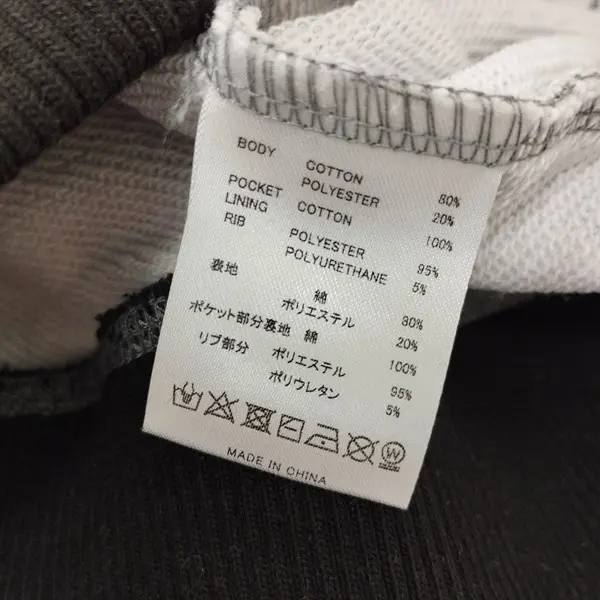 BODY COTTON 80%
POLYESTER 20%
POCKET LINING COTTON 100%
RIB POLYESTER 95%
POLYURETHANE 5%
表地 綿 80%
ポリエステル 20%
ポケット部分裏地 綿 100%
リブ部分 ポリエステル 95%
ポリウレタン 5%
W
MADE IN CHINA